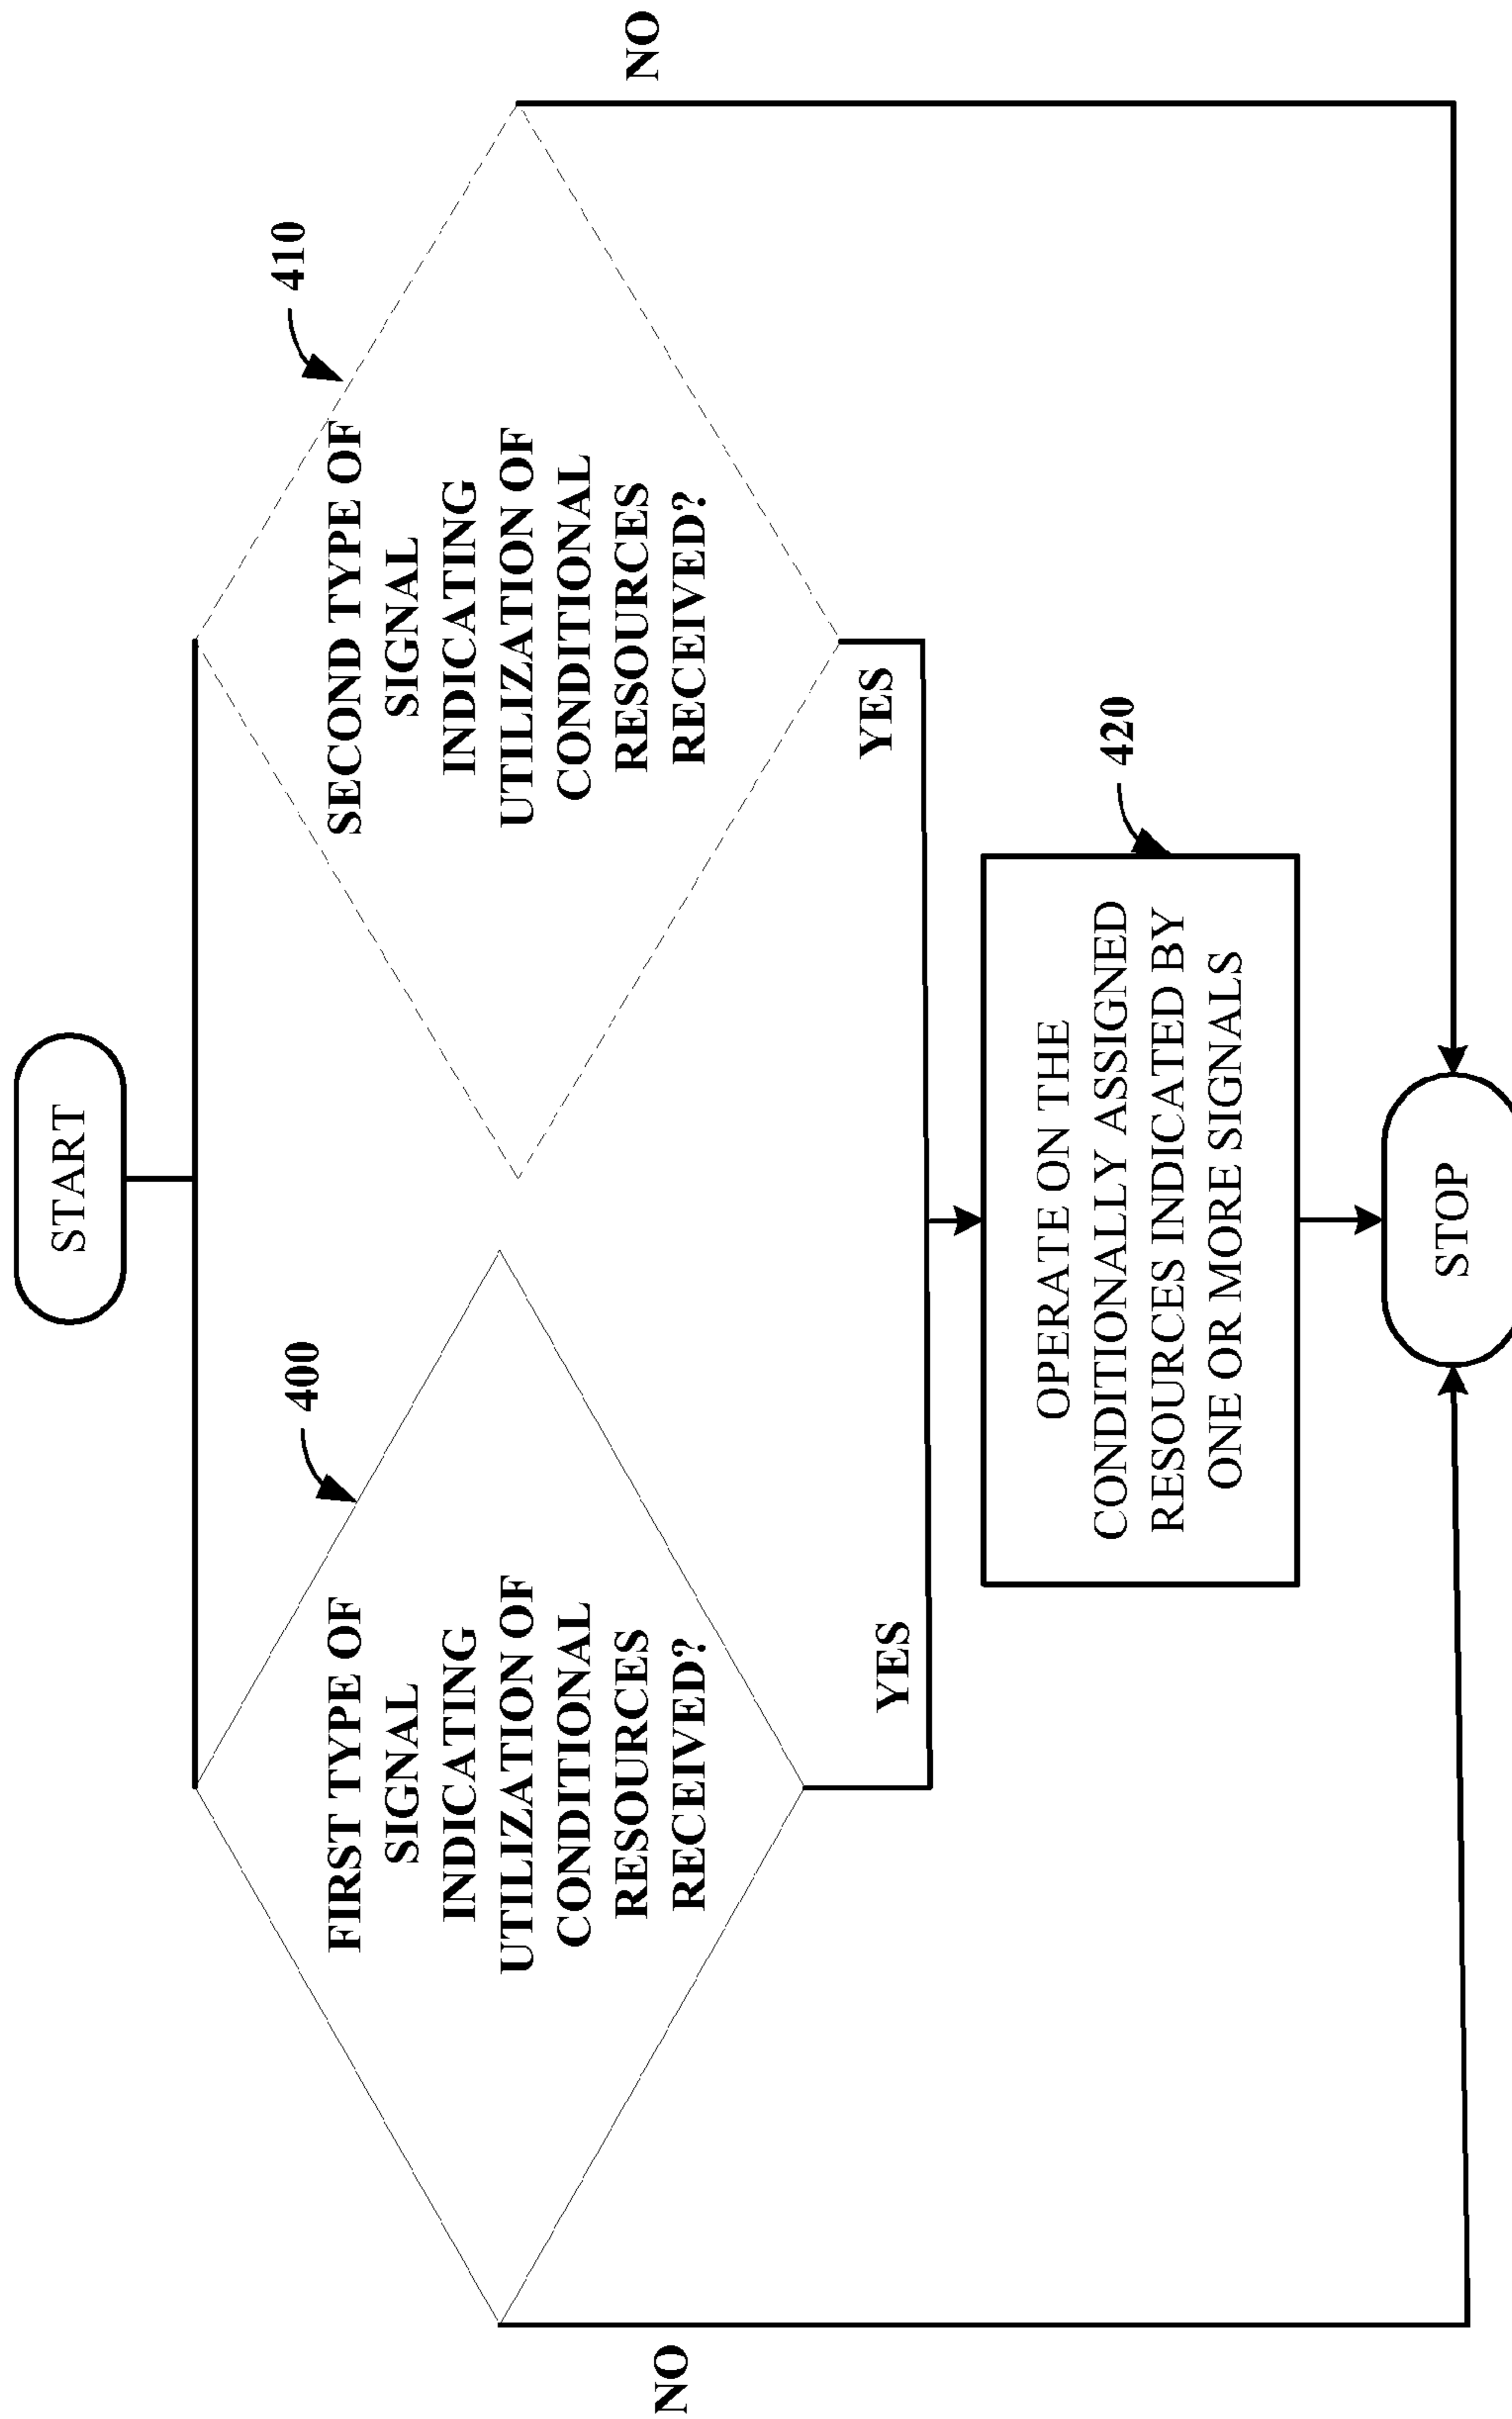 START
400
FIRST TYPE OF
SIGNAL
INDICATING
UTILIZATION OF
CONDITIONAL
RESOURCES
RECEIVED?
410
SECOND TYPE OF
SIGNAL
INDICATING
UTILIZATION OF
CONDITIONAL
RESOURCES
RECEIVED?
NO
NO
YES
YES
420
OPERATE ON THE
CONDITIONALLY ASSIGNED
RESOURCES INDICATED BY
ONE OR MORE SIGNALS
STOP